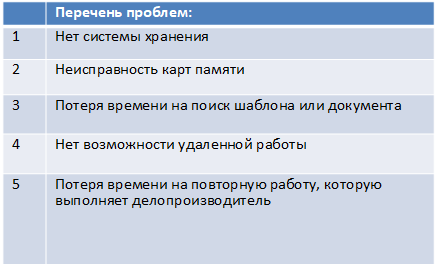 Перечень проблем:
1 Нет системы хранения
2 Неисправность карт памяти
3 Потеря времени на поиск шаблона или документа
4 Нет возможности удаленной работы
5 Потеря времени на повторную работу, которую
выполняет делопроизводитель